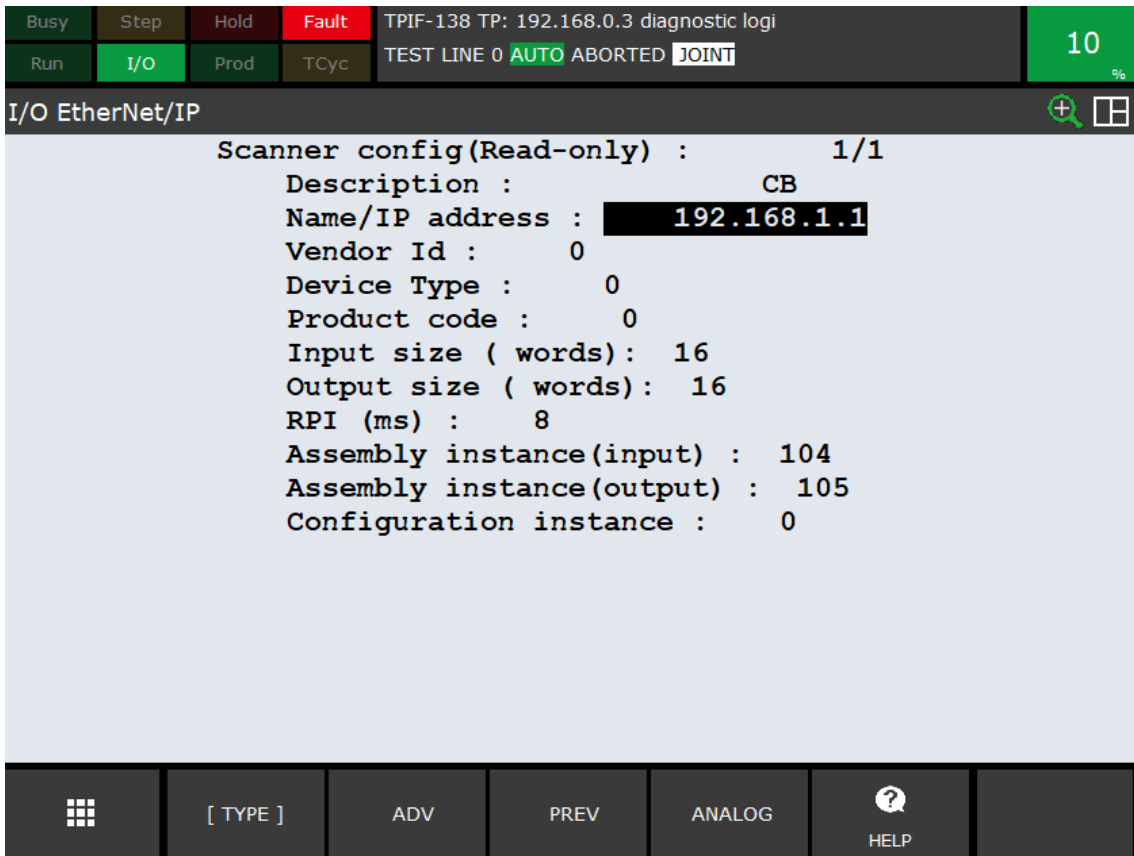 Busy Step Hold Fault TPIF-138 TP: 192.168.0.3 diagnostic logi
Run I/O Prod TCyc TEST LINE 0 AUTO ABORTED JOINT
10
%
I/O EtherNet/IP
Scanner config(Read-only) : 1/1
Description : CB
Name/IP address : 192.168.1.1
Vendor Id : 0
Device Type : 0
Product code : 0
Input size ( words): 16
Output size ( words): 16
RPI (ms) : 8
Assembly instance(input) : 104
Assembly instance(output) : 105
Configuration instance : 0
[ TYPE ] ADV PREV ANALOG HELP